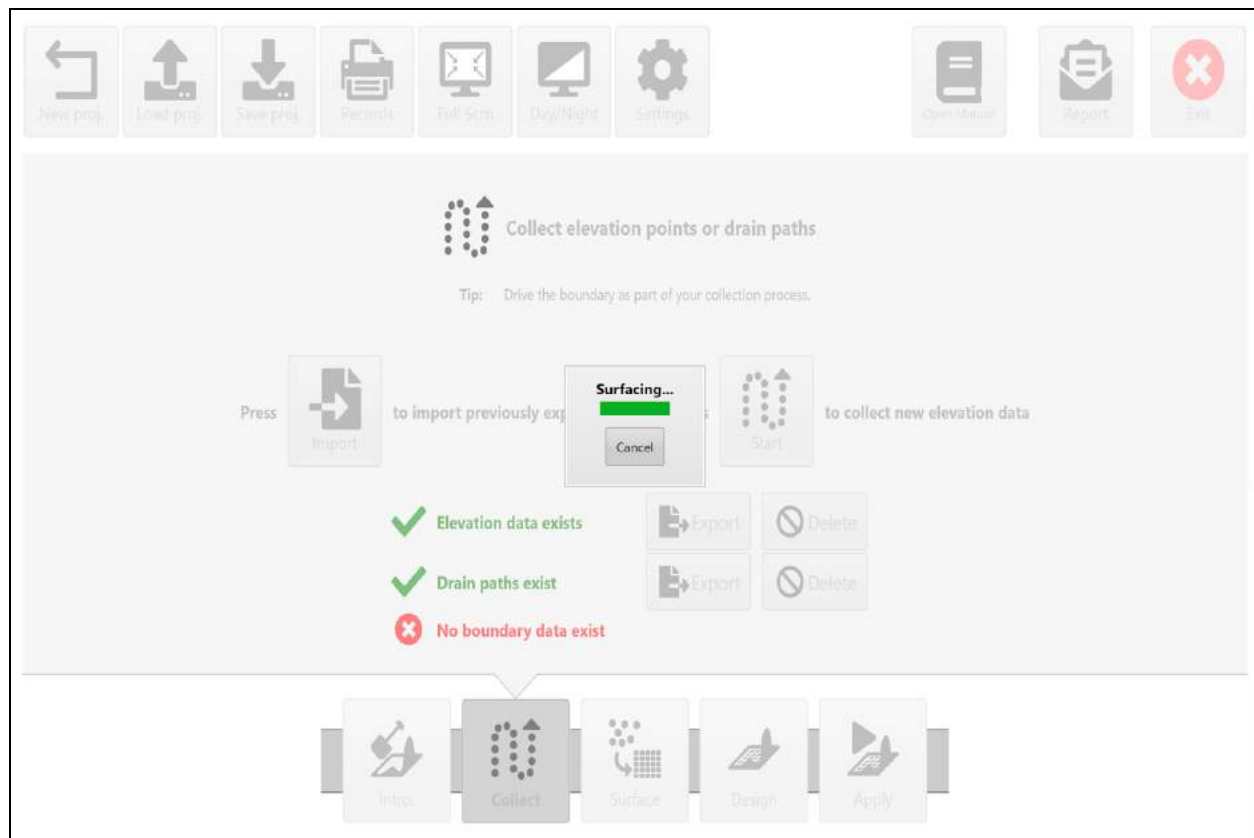 New proj.
Load proj.
Save proj.
Records
Full Scrn
Day/Night
Settings
Open Manual
Report
Exit
Collect elevation points or drain paths
Tip: Drive the boundary as part of your collection process.
Surfacing...
Press
Import
to import previously exp
s
Start
to collect new elevation data
Cancel
Elevation data exists
Export
Delete
Drain paths exist
Export
Delete
No boundary data exist
Intro.
Collect
Surface
Design
Apply